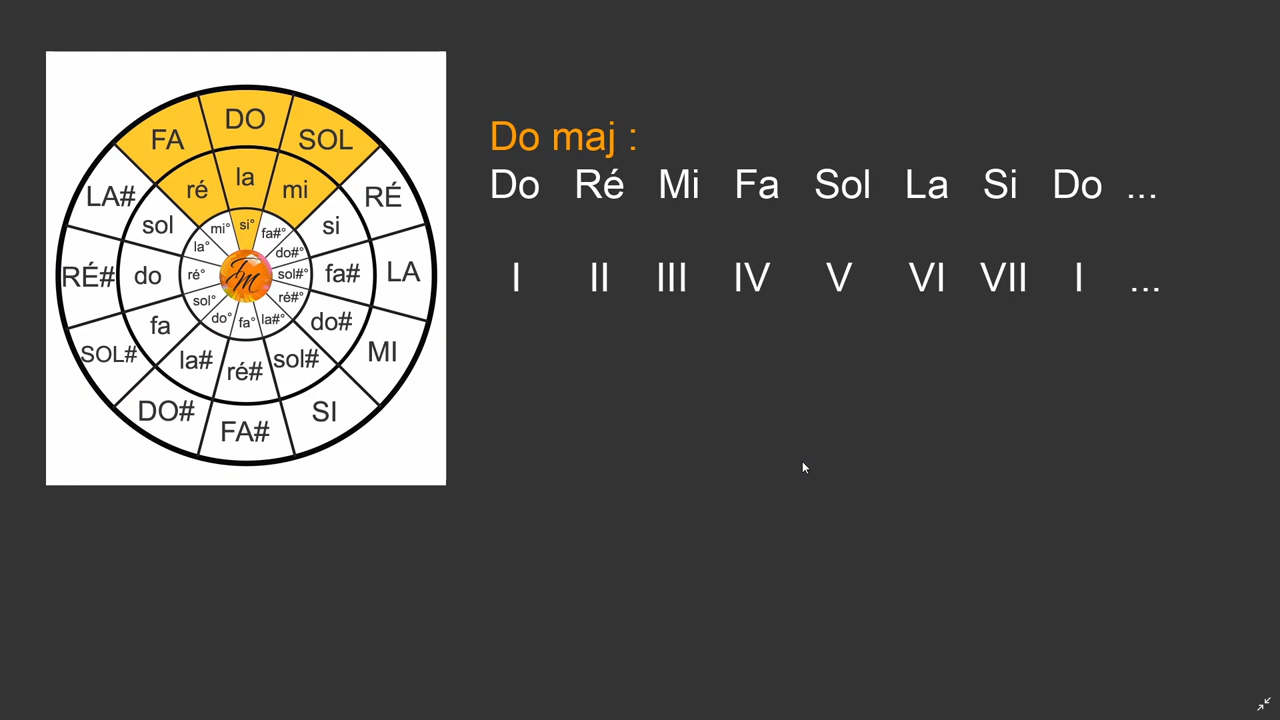 DO
FA SOL
LA# RÉ
RÉ# LA
SOL# MI
DO# SI
FA#
la
ré mi
sol si
do fa#
fa do#
la# sol#
ré#
si°
mi° fa#°
la° do#°
ré° sol#°
sol° ré#°
do° la#°
fa°
Do maj :
Do Ré Mi Fa Sol La Si Do ...
I II III IV V VI VII I ...